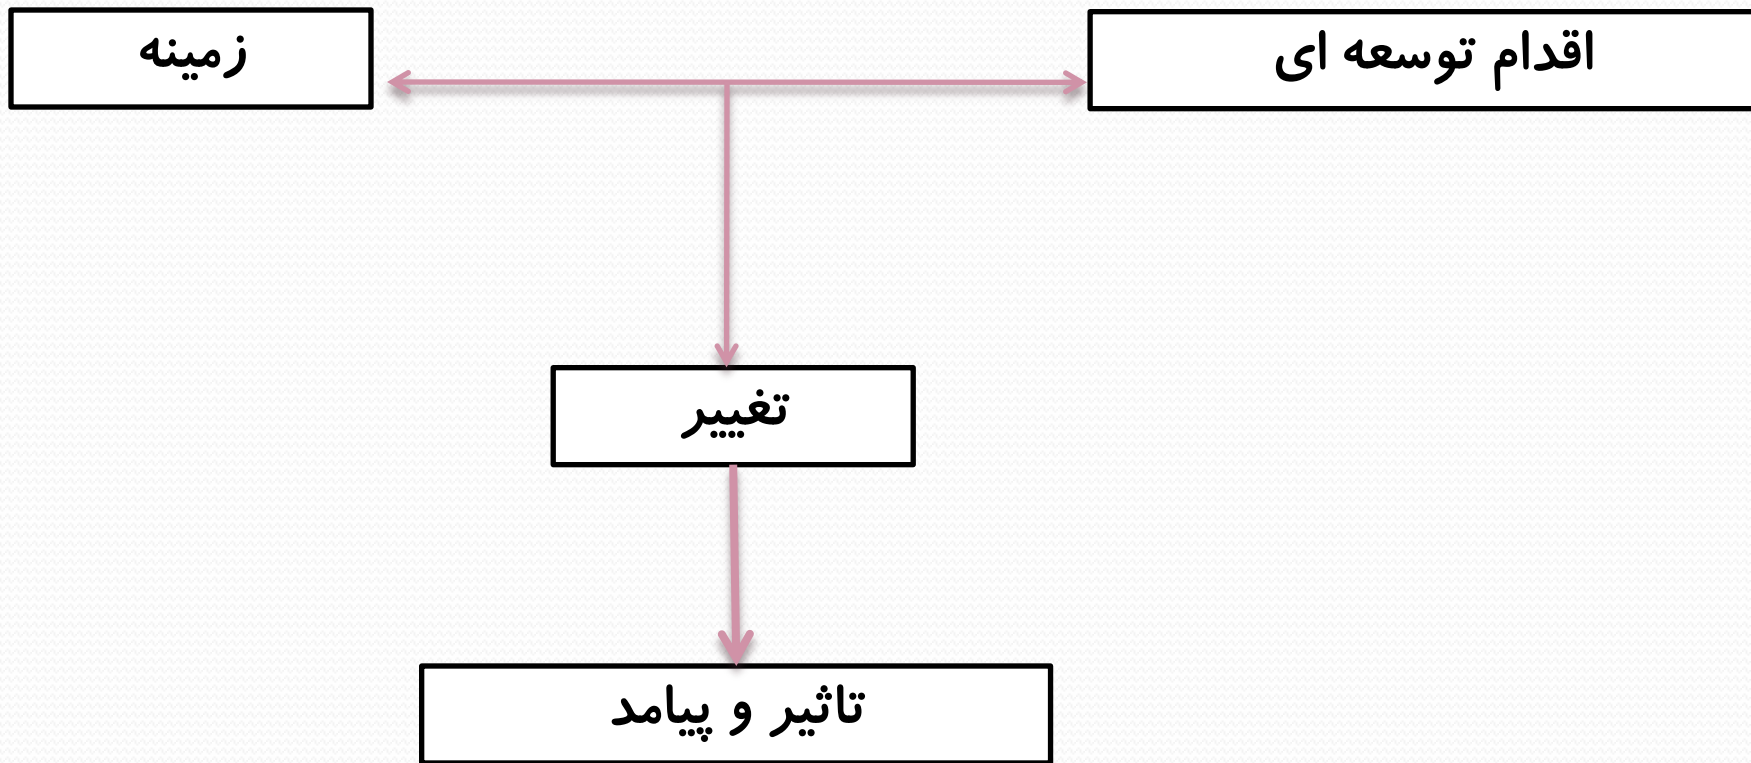 اقدام توسعه ای
زمینه
تغییر
تاثیر و پیامد